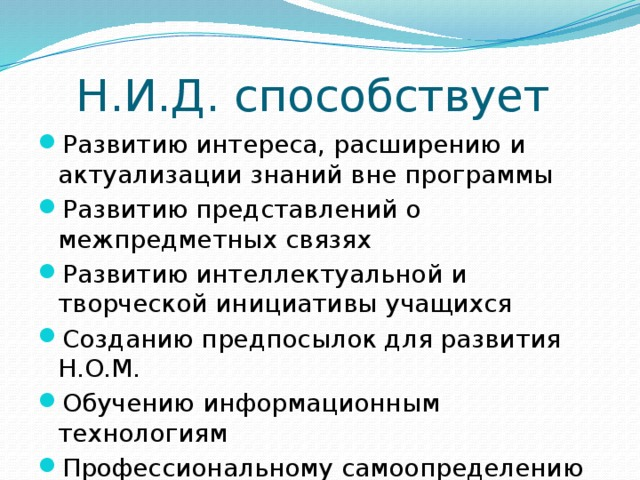 Н.И.Д. способствует
Развитию интереса, расширению и
актуализации знаний вне программы
Развитию представлений о
межпредметных связях
Развитию интеллектуальной и
творческой инициативы учащихся
Созданию предпосылок для развития
Н.О.М.
Обучению информационным
технологиям
Профессиональному самоопределению